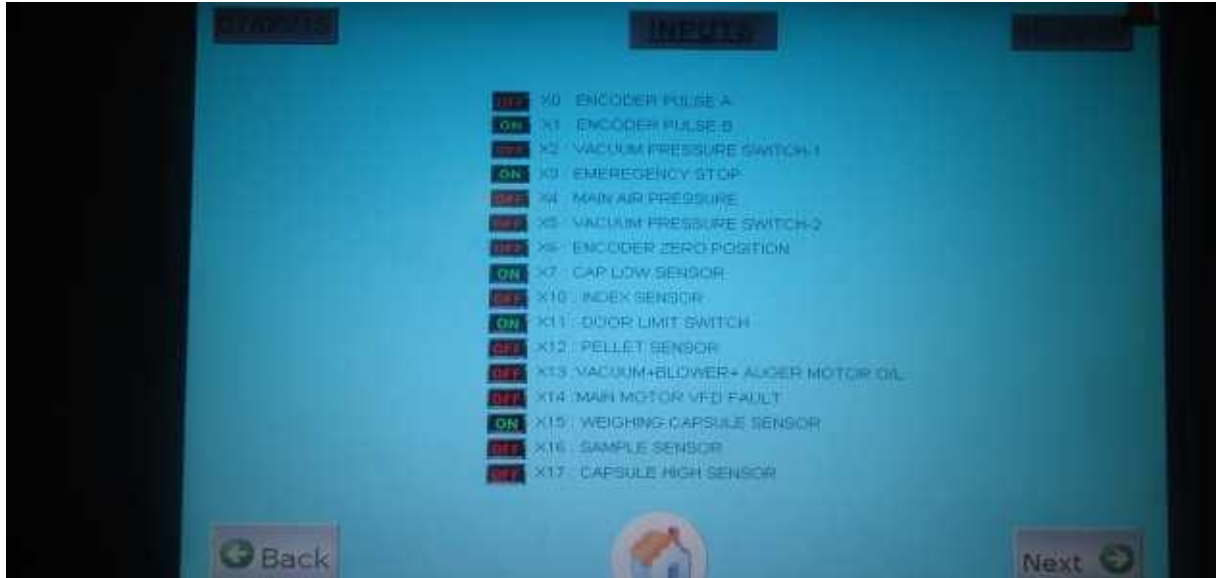 INPUTS
OFF X0 : ENCODER PULSE A
ON X1 : ENCODER PULSE B
OFF X2 : VACUUM PRESSURE SWITCH-1
ON X3 : EMEREGENCY STOP
OFF X4 : MAIN AIR PRESSURE
OFF X5 : VACUUM PRESSURE SWITCH-2
OFF X6 : ENCODER ZERO POSITION
ON X7 : CAP LOW SENSOR
OFF X10 : INDEX SENSOR
ON X11 : DOOR LIMIT SWITCH
OFF X12 : PELLET SENSOR
OFF X13 : VACUUM+BLOWER+ AUGER MOTOR O/L
OFF X14 : MAIN MOTOR VFD FAULT
ON X15 : WEIGHING CAPSULE SENSOR
OFF X16 : SAMPLE SENSOR
OFF X17 : CAPSULE HIGH SENSOR
Back
Next